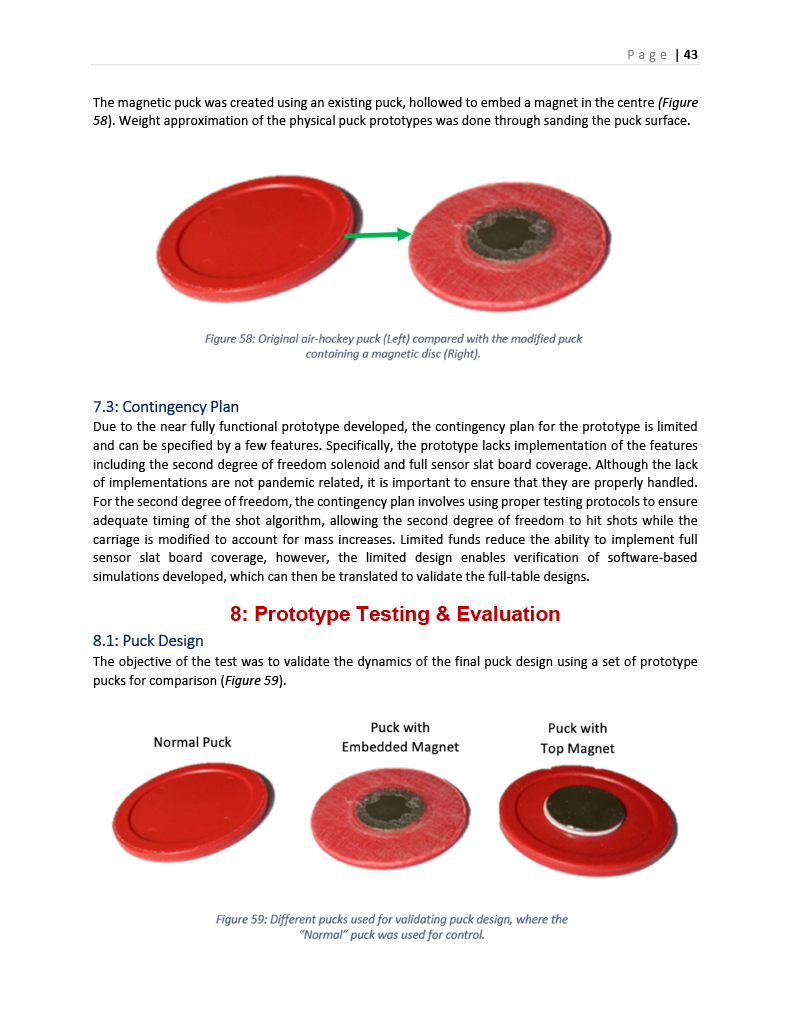 Page | 43
The magnetic puck was created using an existing puck, hollowed to embed a magnet in the centre (Figure
58). Weight approximation of the physical puck prototypes was done through sanding the puck surface.
Figure 58: Original air-hockey puck (Left) compared with the modified puck
containing a magnetic disc (Right).
7.3: Contingency Plan
Due to the near fully functional prototype developed, the contingency plan for the prototype is limited
and can be specified by a few features. Specifically, the prototype lacks implementation of the features
including the second degree of freedom solenoid and full sensor slat board coverage. Although the lack
of implementations are not pandemic related, it is important to ensure that they are properly handled.
For the second degree of freedom, the contingency plan involves using proper testing protocols to ensure
adequate timing of the shot algorithm, allowing the second degree of freedom to hit shots while the
carriage is modified to account for mass increases. Limited funds reduce the ability to implement full
sensor slat board coverage, however, the limited design enables verification of software-based
simulations developed, which can then be translated to validate the full-table designs.
8: Prototype Testing & Evaluation
8.1: Puck Design
The objective of the test was to validate the dynamics of the final puck design using a set of prototype
pucks for comparison (Figure 59).
Normal Puck
Puck with
Embedded Magnet
Puck with
Top Magnet
Figure 59: Different pucks used for validating puck design, where the
“Normal” puck was used for control.